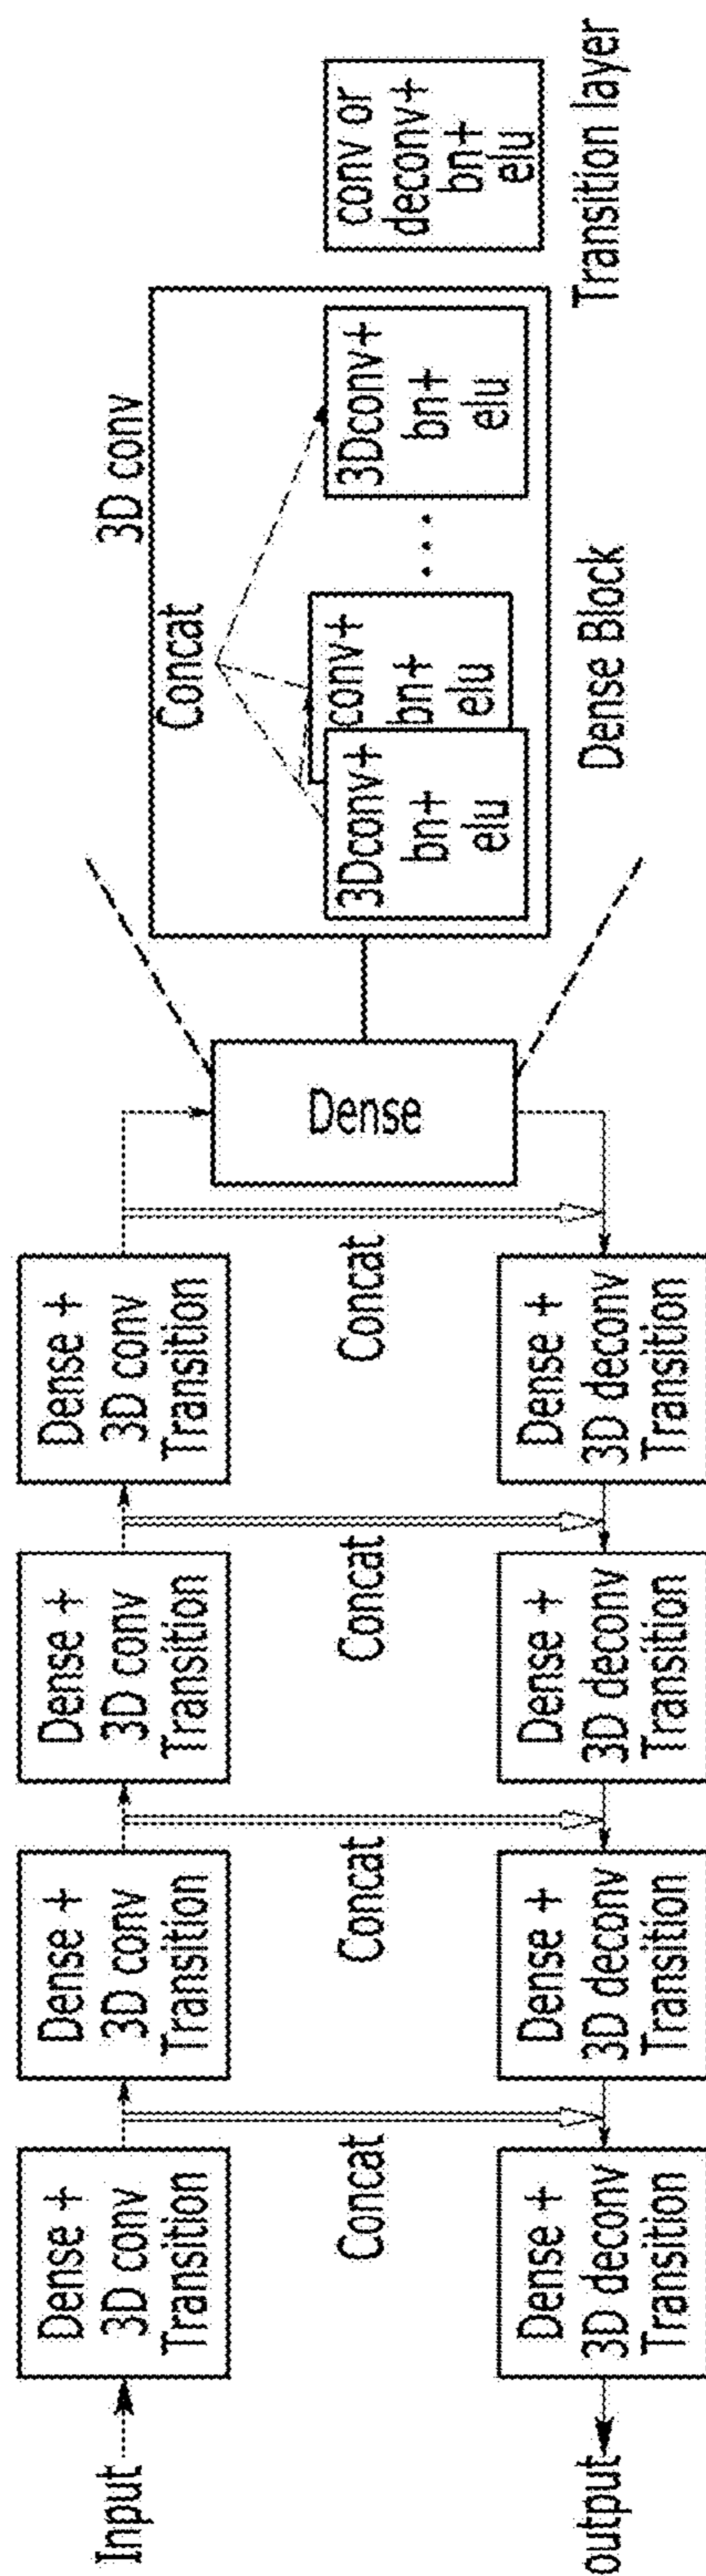 Input
Dense +
3D conv
Transition
Dense +
3D conv
Transition
Dense +
3D conv
Transition
Dense +
3D conv
Transition
Concat
Concat
Concat
Concat
output
Dense +
3D deconv
Transition
Dense +
3D deconv
Transition
Dense +
3D deconv
Transition
Dense +
3D deconv
Transition
Dense
3D conv
Concat
3Dconv+
bn+
elu
conv+
bn+
elu
...
3Dconv+
bn+
elu
Dense Block
conv or
deconv+
bn+
elu
Transition layer